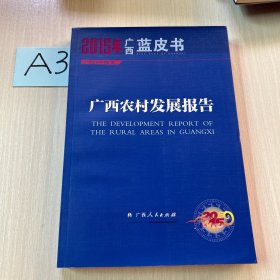 A3
2015年广西蓝皮书
广西农村发展报告
THE DEVELOPMENT REPORT OF
THE RURAL AREAS IN GUANGXI
广西人民出版社